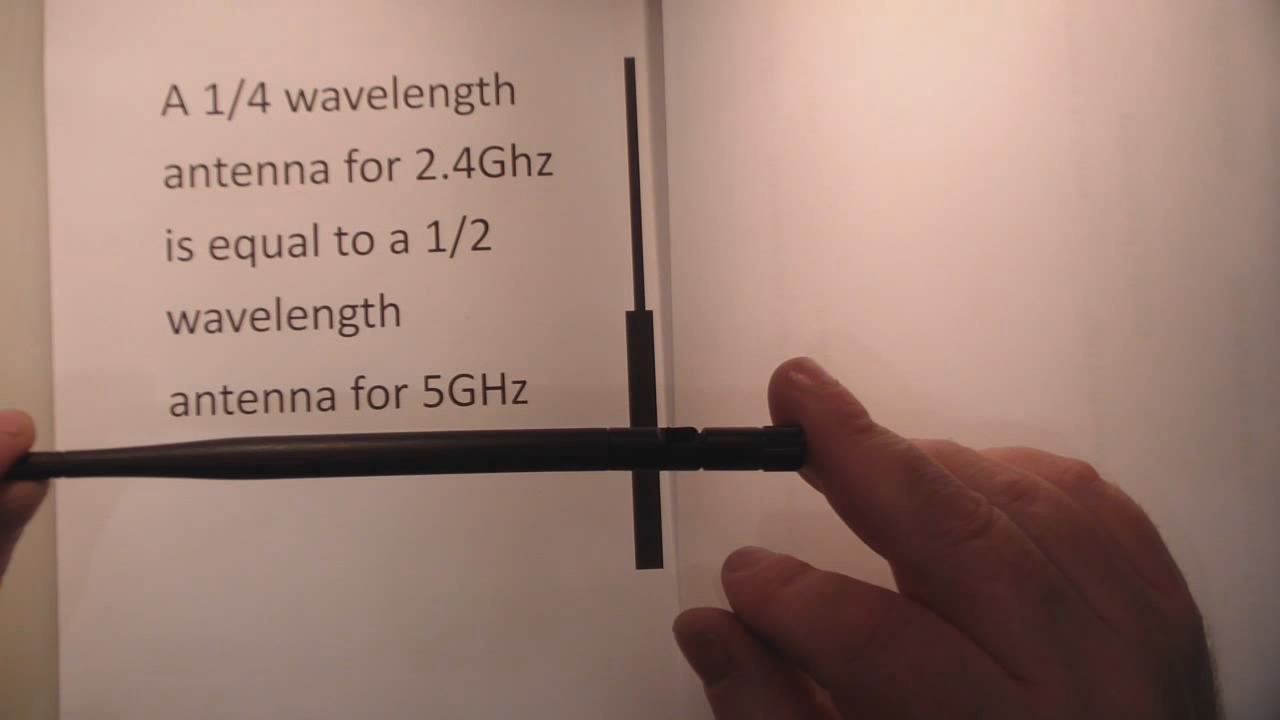 A 1/4 wavelength
antenna for 2.4Ghz
is equal to a 1/2
wavelength
antenna for 5GHz